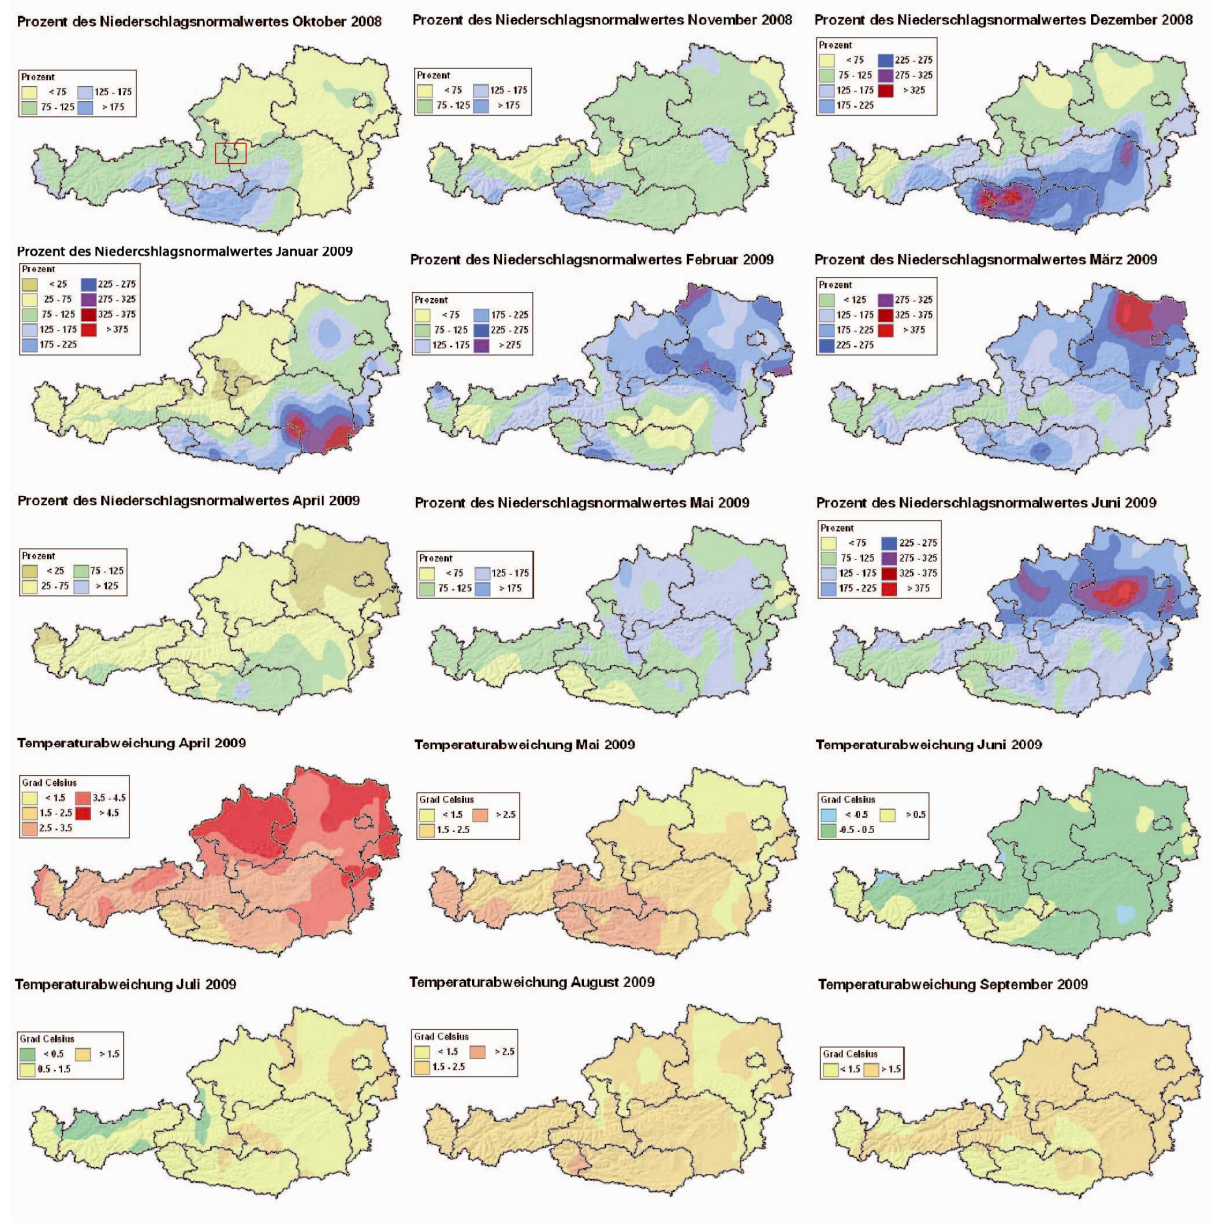 Prozent des Niederschlagsnormalwertes Oktober 2008
Prozent
< 75
125 - 175
75 - 125
> 175
Prozent des Niederschlagsnormalwertes November 2008
Prozent
< 75
125 - 175
75 - 125
> 175
Prozent des Niederschlagsnormalwertes Dezember 2008
Prozent
< 75
225 - 275
75 - 125
275 - 325
125 - 175
> 325
175 - 225
Prozent des Niedercshlagsnormalwertes Januar 2009
Prozent
< 25
225 - 275
25 - 75
275 - 325
75 - 125
325 - 375
125 - 175
> 375
175 - 225
Prozent des Niederschlagsnormalwertes Februar 2009
Prozent
< 75
175 - 225
75 - 125
225 - 275
125 - 175
> 275
Prozent des Niederschlagsnormalwertes März 2009
Prozent
< 125
275 - 325
125 - 175
325 - 375
175 - 225
> 375
225 - 275
Prozent des Niederschlagsnormalwertes April 2009
Prozent
< 25
75 - 125
25 - 75
> 125
Prozent des Niederschlagsnormalwertes Mai 2009
Prozent
< 75
125 - 175
75 - 125
> 175
Prozent des Niederschlagsnormalwertes Juni 2009
Prozent
< 75
225 - 275
75 - 125
275 - 325
125 - 175
325 - 375
175 - 225
> 375
Temperaturabweichung April 2009
Grad Celsius
< 1.5
3.5 - 4.5
1.5 - 2.5
> 4.5
2.5 - 3.5
Temperaturabweichung Mai 2009
Grad Celsius
< 1.5
> 2.5
1.5 - 2.5
Temperaturabweichung Juni 2009
Grad Celsius
< -0.5
> 0.5
-0.5 - 0.5
Temperaturabweichung Juli 2009
Grad Celsius
< 0.5
> 1.5
0.5 - 1.5
Temperaturabweichung August 2009
Grad Celsius
< 1.5
> 2.5
1.5 - 2.5
Temperaturabweichung September 2009
Grad Celsius
< 1.5
> 1.5